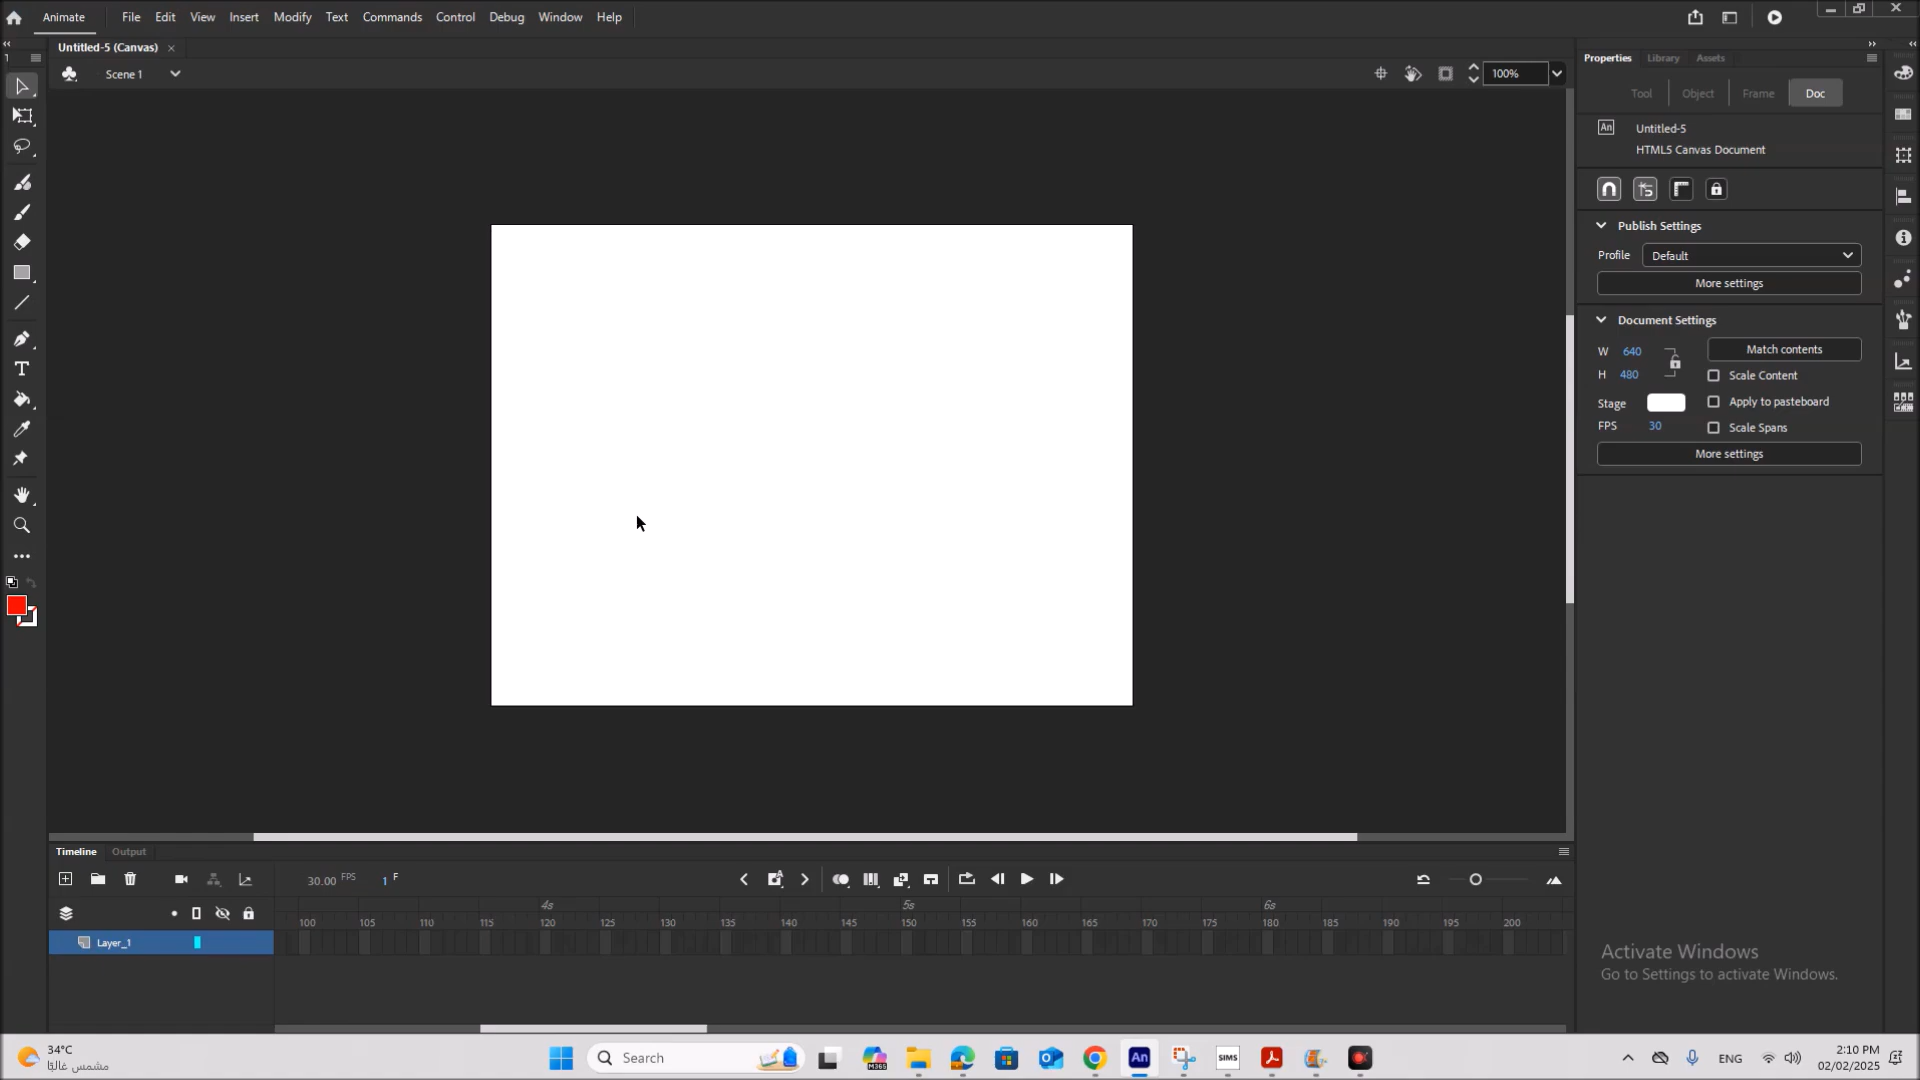 Animate File Edit View Insert Modify Text Commands Control Debug Window Help
Untitled-5 (Canvas)
Scene 1
100%
Properties Library Assets
Tool Object Frame Doc
An Untitled-5
HTML5 Canvas Document
Publish Settings
Profile Default
More settings
Document Settings
W 640 Match contents
H 480 Scale Content
Stage Apply to pasteboard
FPS 30 Scale Spans
More settings
Timeline Output
30.00 FPS 1 F
4s 5s 6s
100 105 110 115 120 125 130 135 140 145 150 155 160 165 170 175 180 185 190 195 200
Layer_1
Activate Windows
Go to Settings to activate Windows.
34°C
مشمس غالبًا
Search
M365
An
SIMS
ENG
2:10 PM
02/02/2025